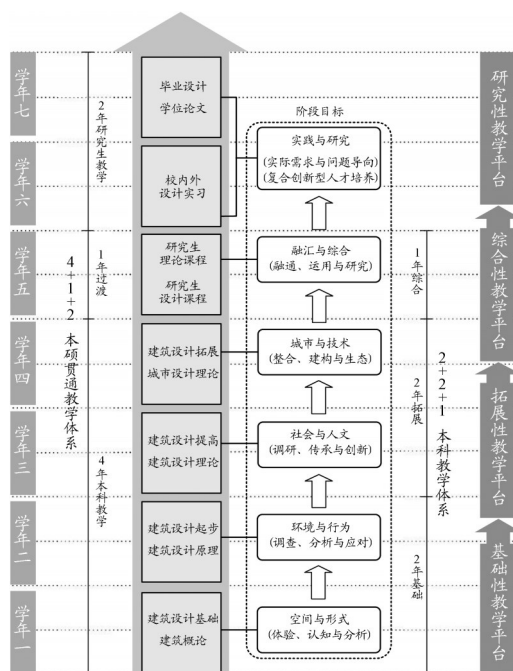 学年七
学年六
学年五
学年四
学年三
学年二
学年一
4+1+2 本硕贯通教学体系
2年研究生教学
1年过渡
4年本科教学
毕业设计
学位论文
校内外
设计实习
研究生
理论课程
研究生
设计课程
建筑设计拓展
城市设计理论
建筑设计提高
建筑设计理论
建筑设计起步
建筑设计原理
建筑设计基础
建筑概论
阶段目标
实践与研究
(实际需求与问题导向)
(复合创新型人才培养)
融汇与综合
(融通、运用与研究)
城市与技术
(整合、建构与生态)
社会与人文
(调研、传承与创新)
环境与行为
(调查、分析与应对)
空间与形式
(体验、认知与分析)
1年综合
2年拓展
2年基础
2+2+1 本科教学体系
研究性教学平台
综合性教学平台
拓展性教学平台
基础性教学平台